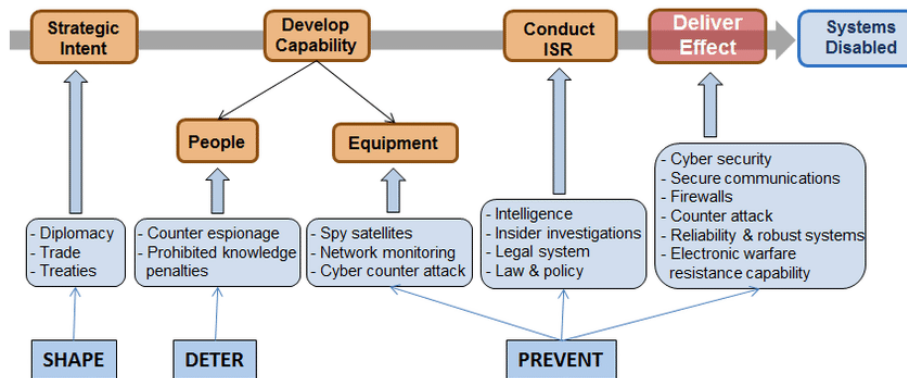 Strategic
Intent
Develop
Capability
Conduct
ISR
Deliver
Effect
Systems
Disabled
People
Equipment
- Diplomacy
- Trade
- Treaties
- Counter espionage
- Prohibited knowledge
penalties
- Spy satellites
- Network monitoring
- Cyber counter attack
- Intelligence
- Insider investigations
- Legal system
- Law & policy
- Cyber security
- Secure communications
- Firewalls
- Counter attack
- Reliability & robust systems
- Electronic warfare
resistance capability
SHAPE
DETER
PREVENT